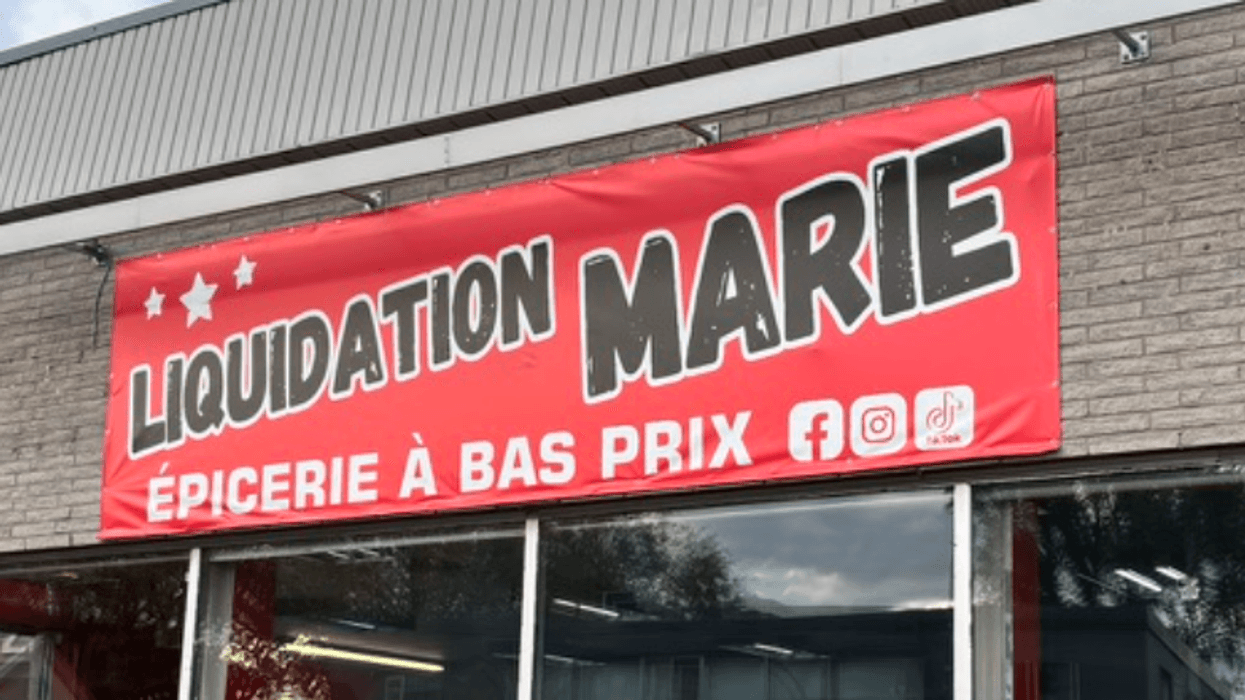 LIQUIDATION MARIE
ÉPICERIE À BAS PRIX
TikTok